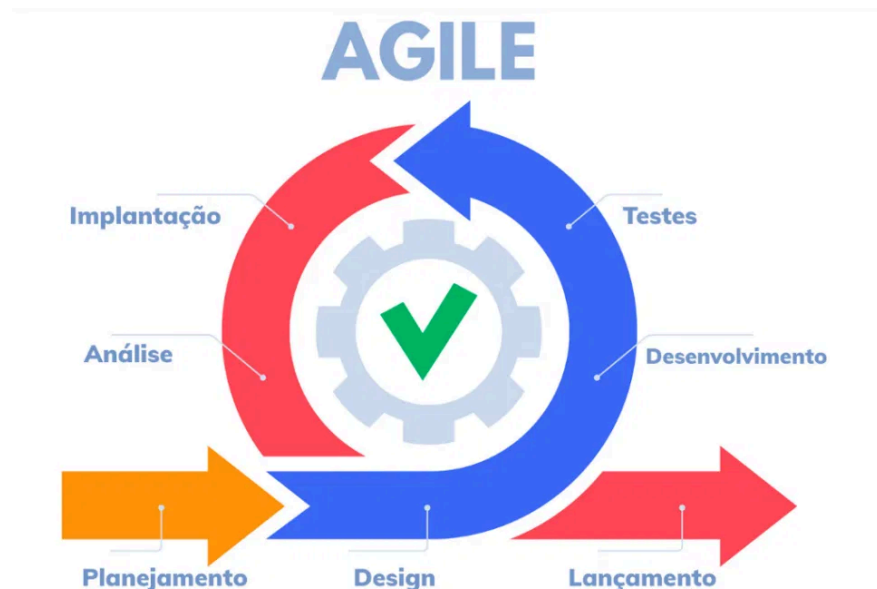 AGILE
Implantação
Testes
Análise
Desenvolvimento
Planejamento
Design
Lançamento